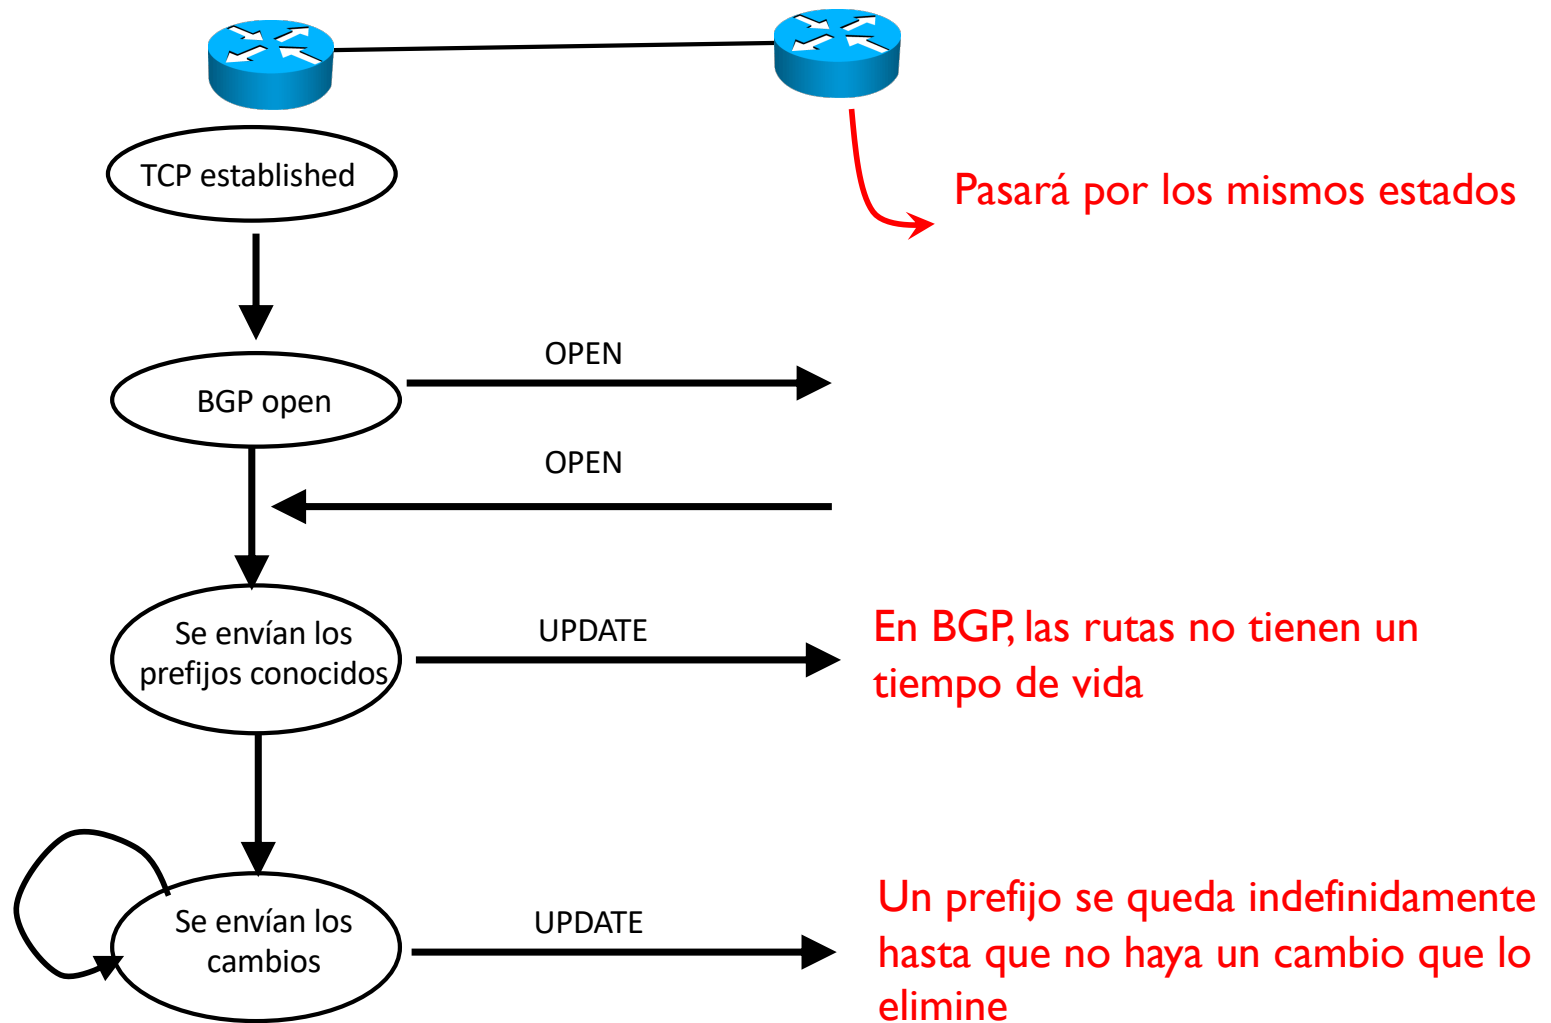 TCP established
Pasará por los mismos estados
OPEN
BGP open
OPEN
Se envían los
prefijos conocidos
UPDATE
En BGP, las rutas no tienen un
tiempo de vida
Se envían los
cambios
UPDATE
Un prefijo se queda indefinidamente
hasta que no haya un cambio que lo
elimine